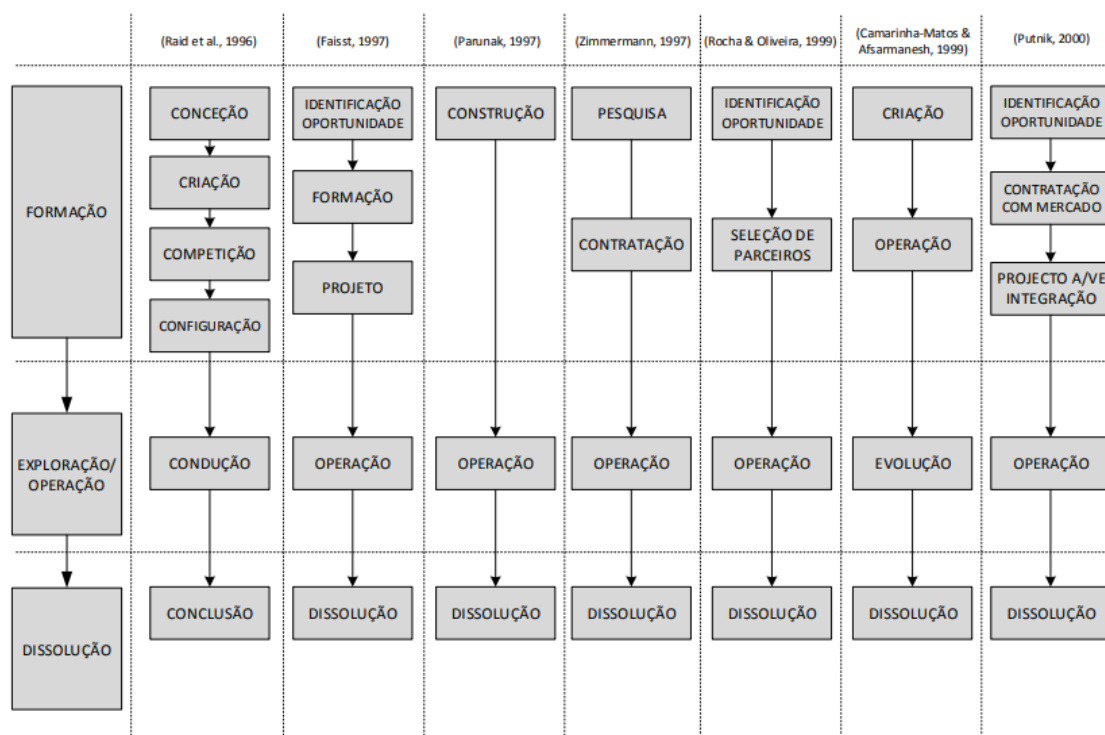 (Raid et al., 1996)
(Faisst, 1997)
(Parunak, 1997)
(Zimmermann, 1997)
(Rocha & Oliveira, 1999)
(Camarinha-Matos &
Afsarmanesh, 1999)
(Putnik, 2000)
FORMAÇÃO
CONCEÇÃO
CRIAÇÃO
COMPETIÇÃO
CONFIGURAÇÃO
IDENTIFICAÇÃO
OPORTUNIDADE
FORMAÇÃO
PROJETO
CONSTRUÇÃO
PESQUISA
CONTRATAÇÃO
IDENTIFICAÇÃO
OPORTUNIDADE
SELEÇÃO DE
PARCEIROS
CRIAÇÃO
OPERAÇÃO
IDENTIFICAÇÃO
OPORTUNIDADE
CONTRATAÇÃO
COM MERCADO
PROJECTO A/VE
INTEGRAÇÃO
EXPLORAÇÃO/
OPERAÇÃO
CONDUÇÃO
OPERAÇÃO
OPERAÇÃO
OPERAÇÃO
OPERAÇÃO
EVOLUÇÃO
OPERAÇÃO
DISSOLUÇÃO
CONCLUSÃO
DISSOLUÇÃO
DISSOLUÇÃO
DISSOLUÇÃO
DISSOLUÇÃO
DISSOLUÇÃO
DISSOLUÇÃO